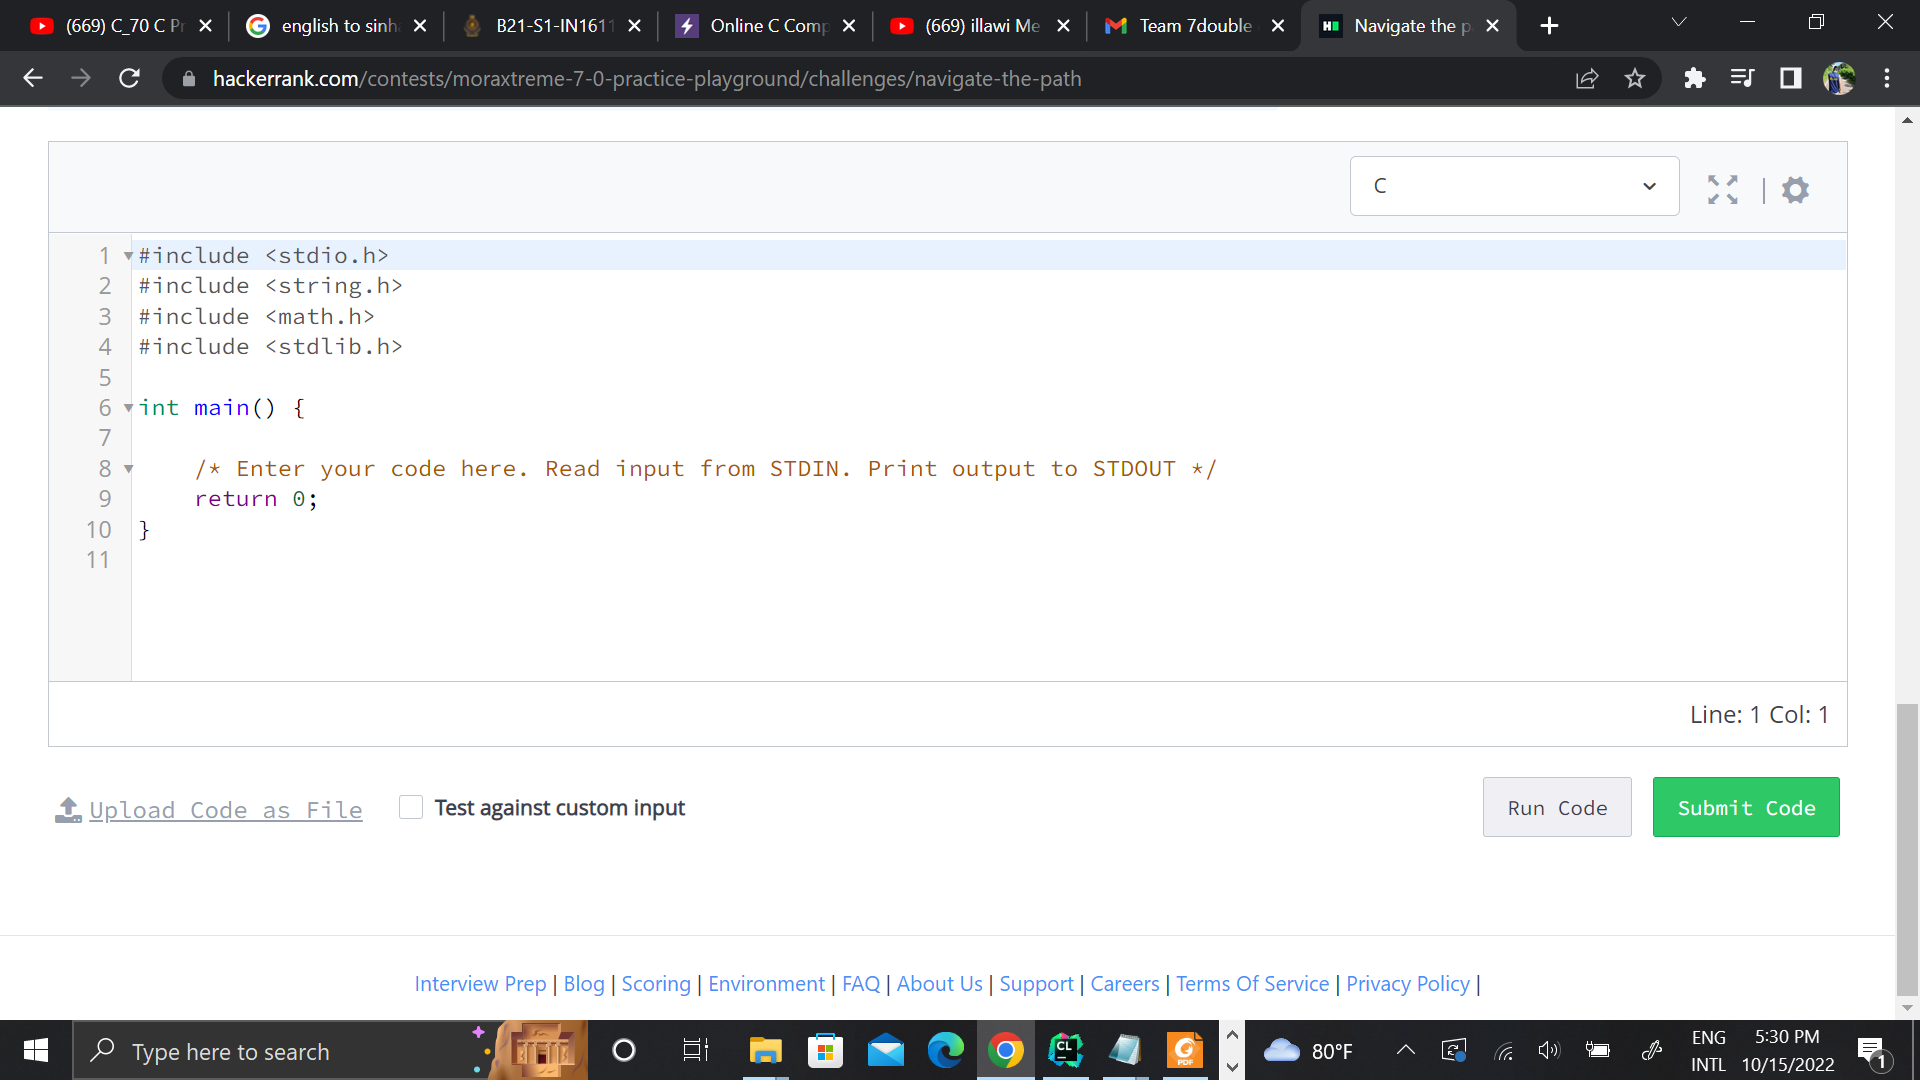 (669) C_70 C Pr
english to sinh
B21-S1-IN1611
Online C Comp
(669) illawi Me
Team 7double
Navigate the p
hackerrank.com/contests/moraxtreme-7-0-practice-playground/challenges/navigate-the-path
C
1 #include <stdio.h>
2 #include <string.h>
3 #include <math.h>
4 #include <stdlib.h>
5
6 int main() {
7
8 /* Enter your code here. Read input from STDIN. Print output to STDOUT */
9 return 0;
10 }
11
Line: 1 Col: 1
Upload Code as File
Test against custom input
Run Code
Submit Code
Interview Prep | Blog | Scoring | Environment | FAQ | About Us | Support | Careers | Terms Of Service | Privacy Policy |
Type here to search
CL
PDF
80°F
ENG
INTL
5:30 PM
10/15/2022
1